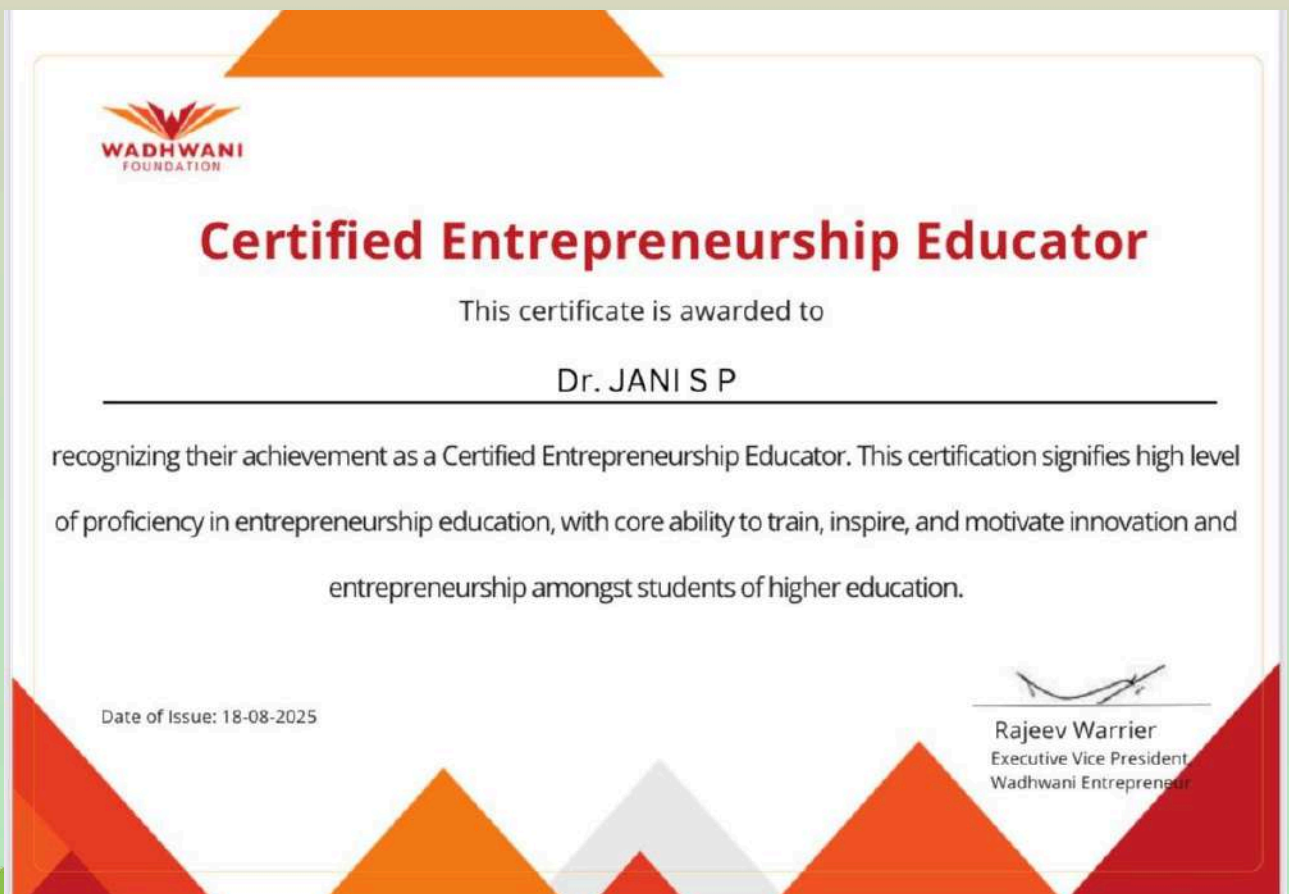 WADHWANI
FOUNDATION
Certified Entrepreneurship Educator
This certificate is awarded to
Dr. JANI S P
recognizing their achievement as a Certified Entrepreneurship Educator. This certification signifies high level
of proficiency in entrepreneurship education, with core ability to train, inspire, and motivate innovation and
entrepreneurship amongst students of higher education.
Date of Issue: 18-08-2025
Rajeev Warrier
Executive Vice President,
Wadhwani Entrepreneur